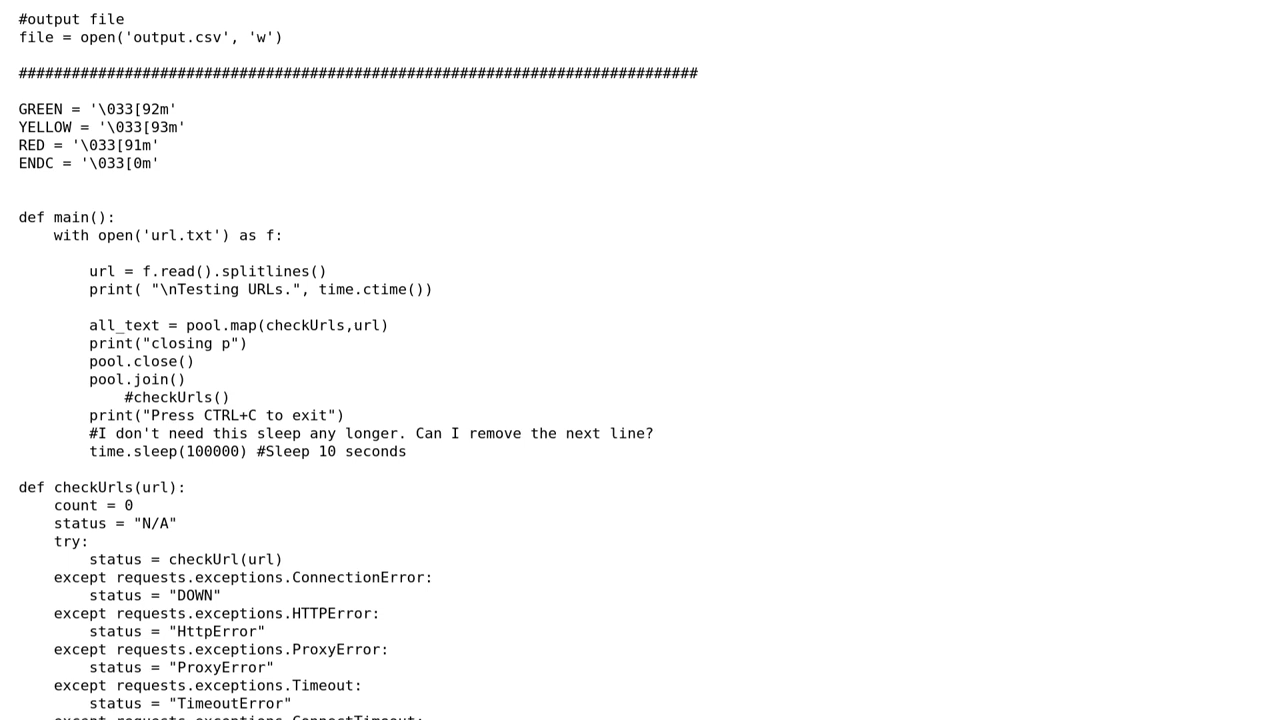 #output file
file = open('output.csv', 'w')
#############################################################################
GREEN = '\033[92m'
YELLOW = '\033[93m'
RED = '\033[91m'
ENDC = '\033[0m'
def main():
    with open('url.txt') as f:
        url = f.read().splitlines()
        print( "\nTesting URLs.", time.ctime())
        all_text = pool.map(checkUrls,url)
        print("closing p")
        pool.close()
        pool.join()
            #checkUrls()
        print("Press CTRL+C to exit")
        #I don't need this sleep any longer. Can I remove the next line?
        time.sleep(100000) #Sleep 10 seconds
def checkUrls(url):
    count = 0
    status = "N/A"
    try:
        status = checkUrl(url)
    except requests.exceptions.ConnectionError:
        status = "DOWN"
    except requests.exceptions.HTTPError:
        status = "HttpError"
    except requests.exceptions.ProxyError:
        status = "ProxyError"
    except requests.exceptions.Timeout:
        status = "TimeoutError"
    except requests.exceptions.ConnectTimeout: